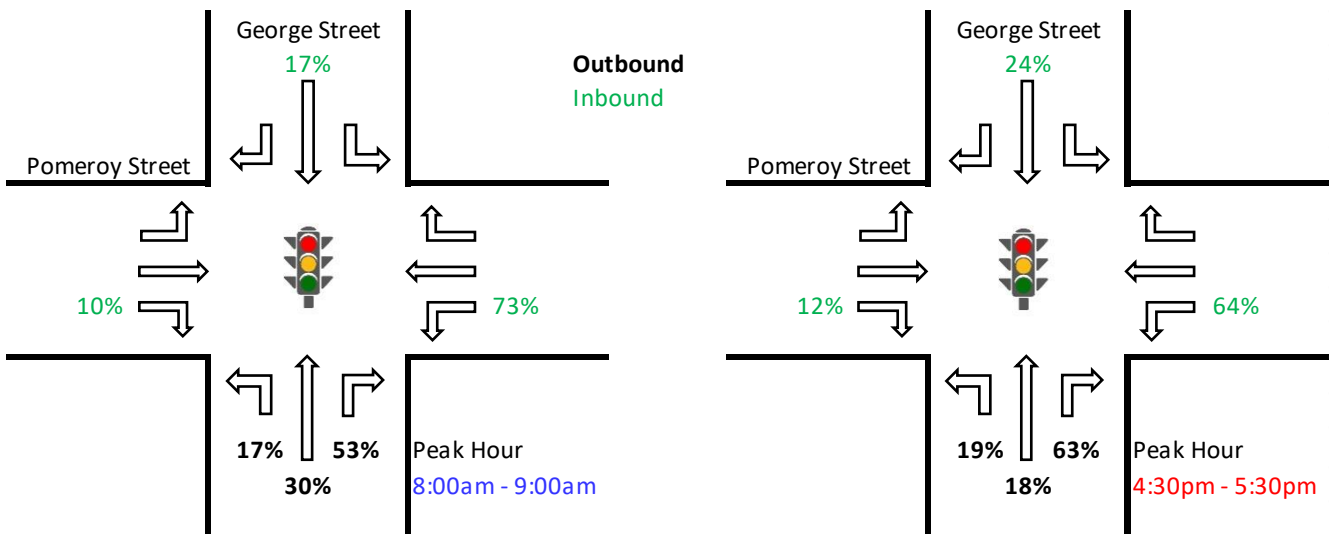 George Street
17%
Pomeroy Street
10%
73%
17%
53%
30%
Peak Hour
8:00am - 9:00am
Outbound
Inbound
George Street
24%
Pomeroy Street
12%
64%
19%
63%
18%
Peak Hour
4:30pm - 5:30pm